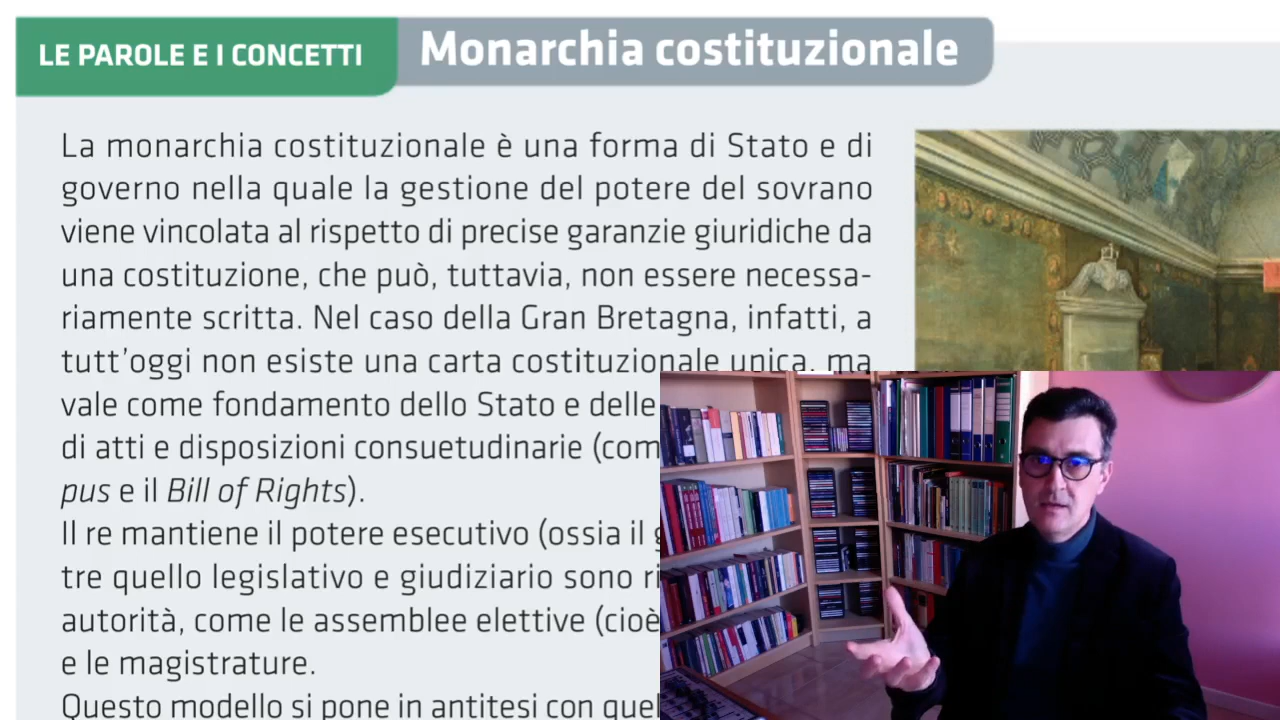 LE PAROLE E I CONCETTI
Monarchia costituzionale
La monarchia costituzionale è una forma di Stato e di
governo nella quale la gestione del potere del sovrano
viene vincolata al rispetto di precise garanzie giuridiche da
una costituzione, che può, tuttavia, non essere necessa-
riamente scritta. Nel caso della Gran Bretagna, infatti, a
tutt’oggi non esiste una carta costituzionale unica, ma
vale come fondamento dello Stato e delle
di atti e disposizioni consuetudinarie (com
pus e il Bill of Rights).
Il re mantiene il potere esecutivo (ossia il g
tre quello legislativo e giudiziario sono ri
autorità, come le assemblee elettive (cioè
e le magistrature.
Questo modello si pone in antitesi con quel